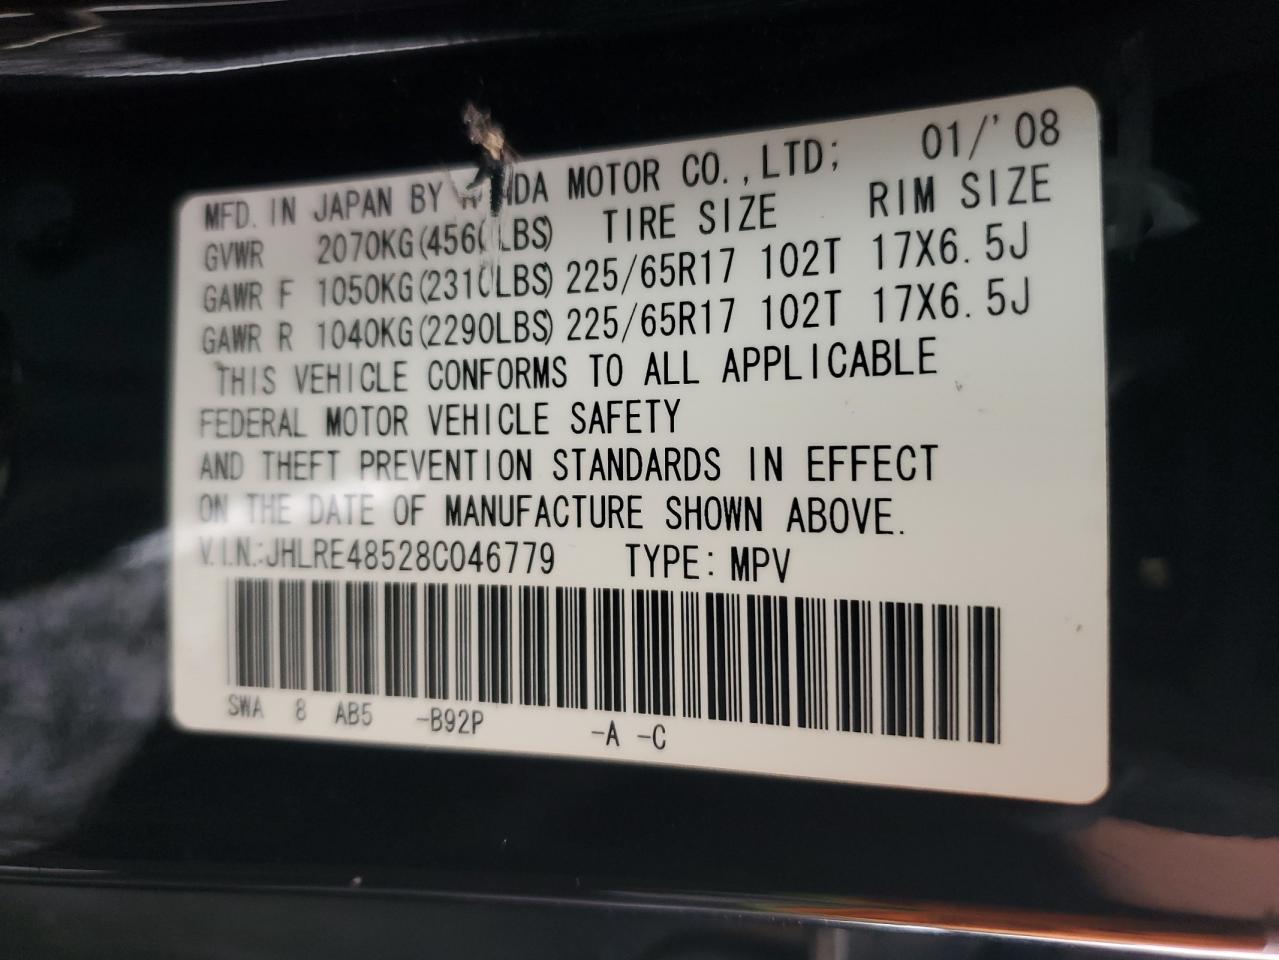 MFD. IN JAPAN BY HONDA MOTOR CO., LTD; 01/'08
GVWR 2070KG(4560LBS) TIRE SIZE RIM SIZE
GAWR F 1050KG(2310LBS) 225/65R17 102T 17X6.5J
GAWR R 1040KG(2290LBS) 225/65R17 102T 17X6.5J
THIS VEHICLE CONFORMS TO ALL APPLICABLE
FEDERAL MOTOR VEHICLE SAFETY
AND THEFT PREVENTION STANDARDS IN EFFECT
ON THE DATE OF MANUFACTURE SHOWN ABOVE.
V.I.N.:JHLRE48528C046779 TYPE: MPV
SWA 8 AB5 -B92P -A -C